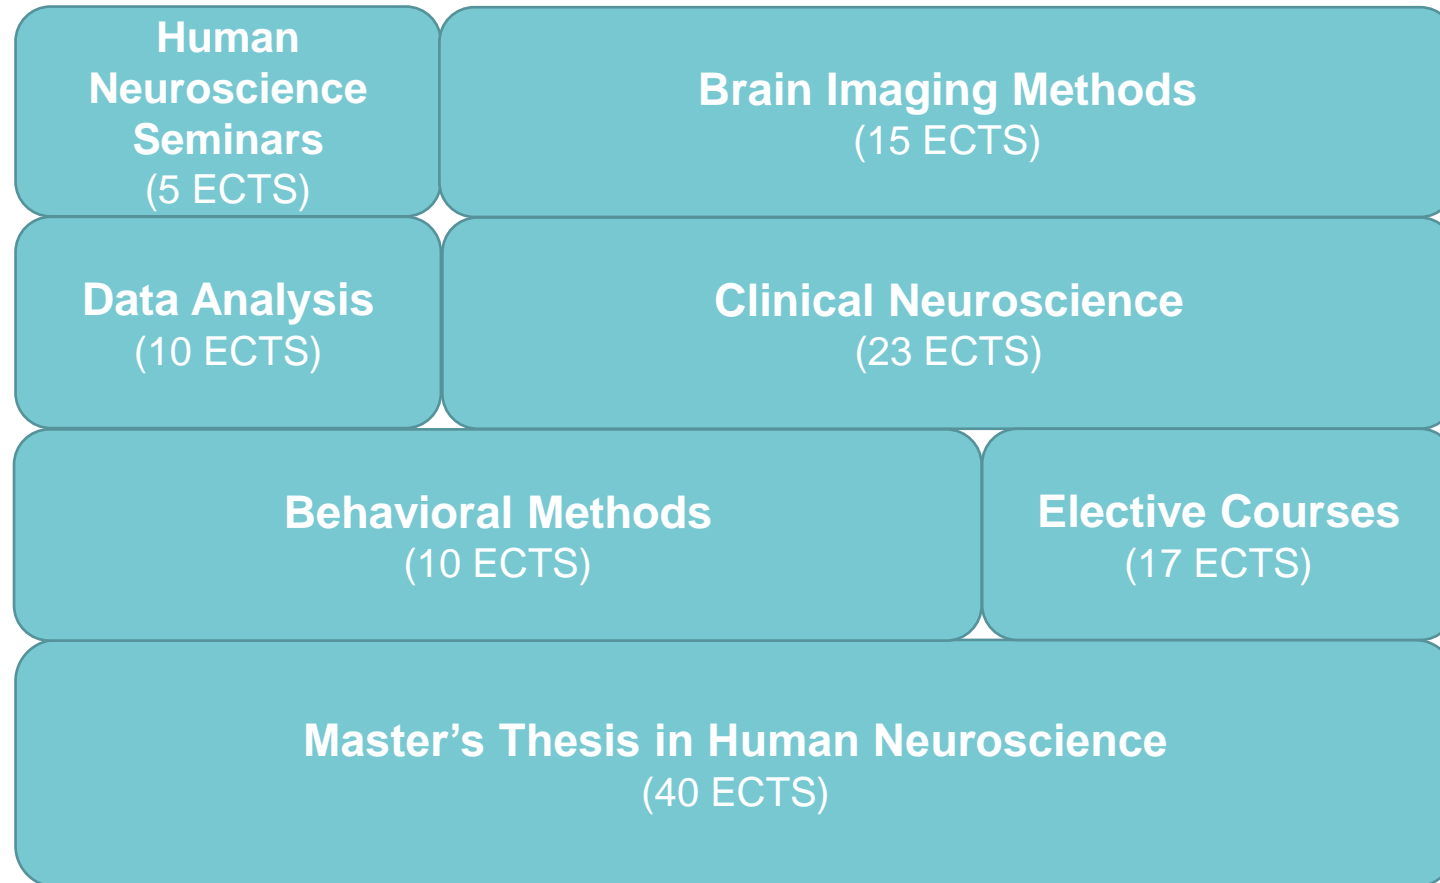 Human
Neuroscience
Seminars
(5 ECTS)
Brain Imaging Methods
(15 ECTS)
Data Analysis
(10 ECTS)
Clinical Neuroscience
(23 ECTS)
Behavioral Methods
(10 ECTS)
Elective Courses
(17 ECTS)
Master’s Thesis in Human Neuroscience
(40 ECTS)